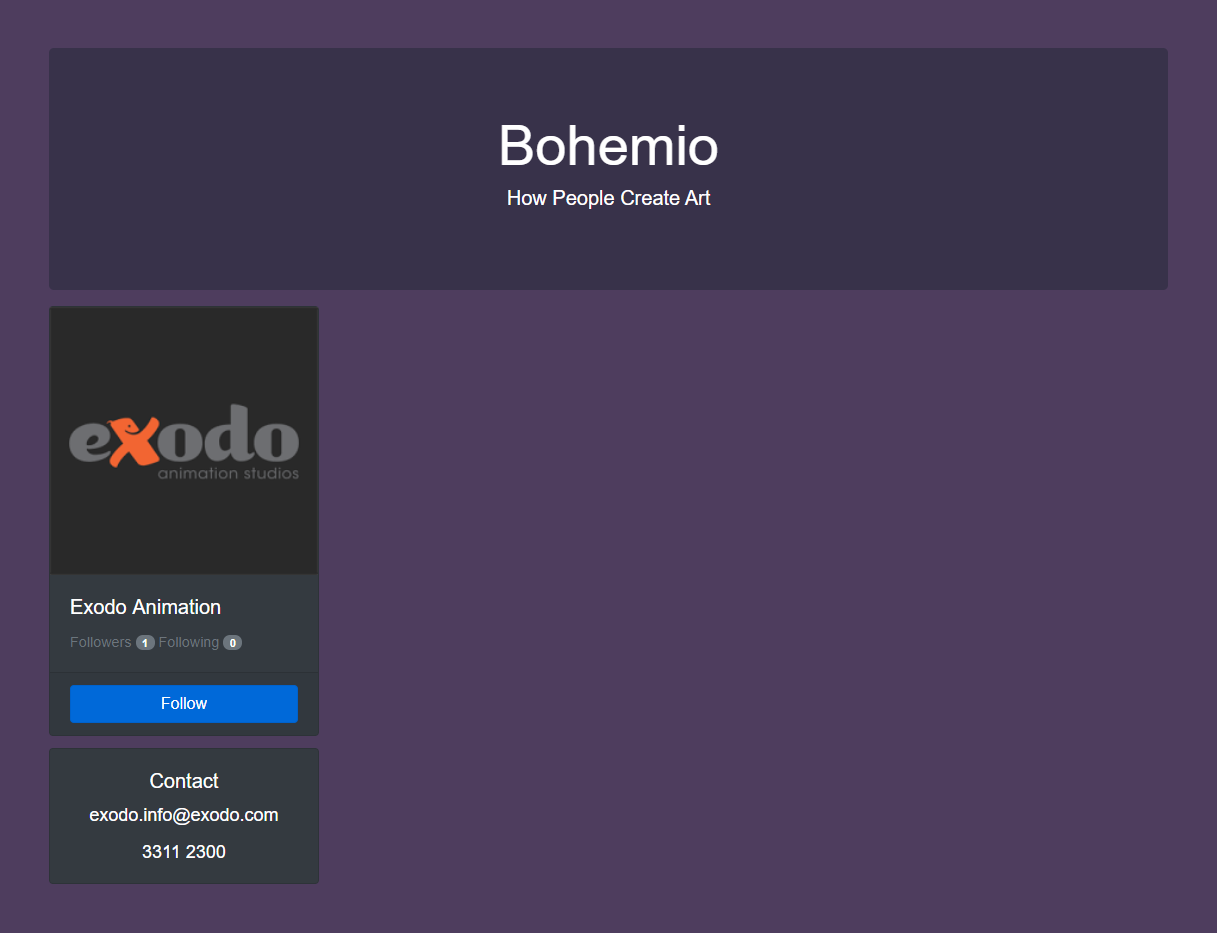 Bohemio
How People Create Art
exodo
animation studios
Exodo Animation
Followers 1 Following 0
Follow
Contact
exodo.info@exodo.com
3311 2300